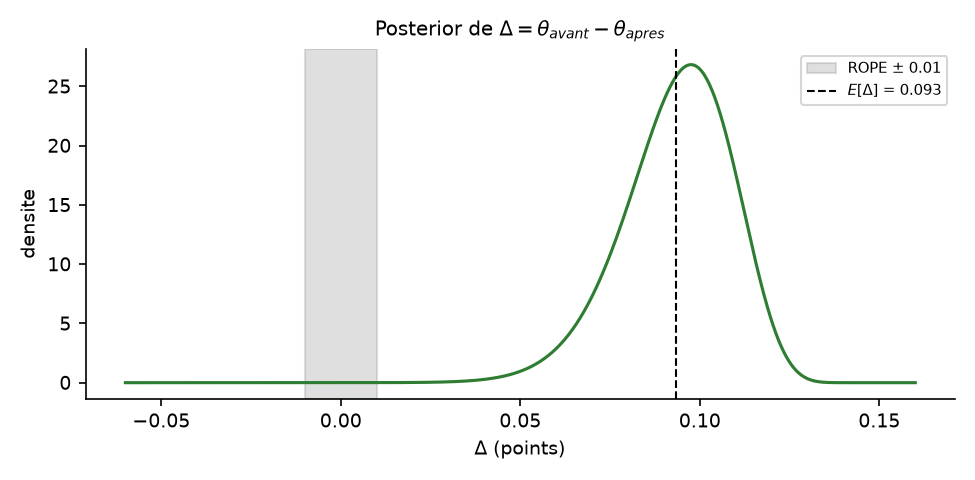 Posterior de Δ = θ_avant − θ_apres
ROPE ± 0.01
E[Δ] = 0.093
densite
25
20
15
10
5
0
−0.05 0.00 0.05 0.10 0.15
Δ (points)